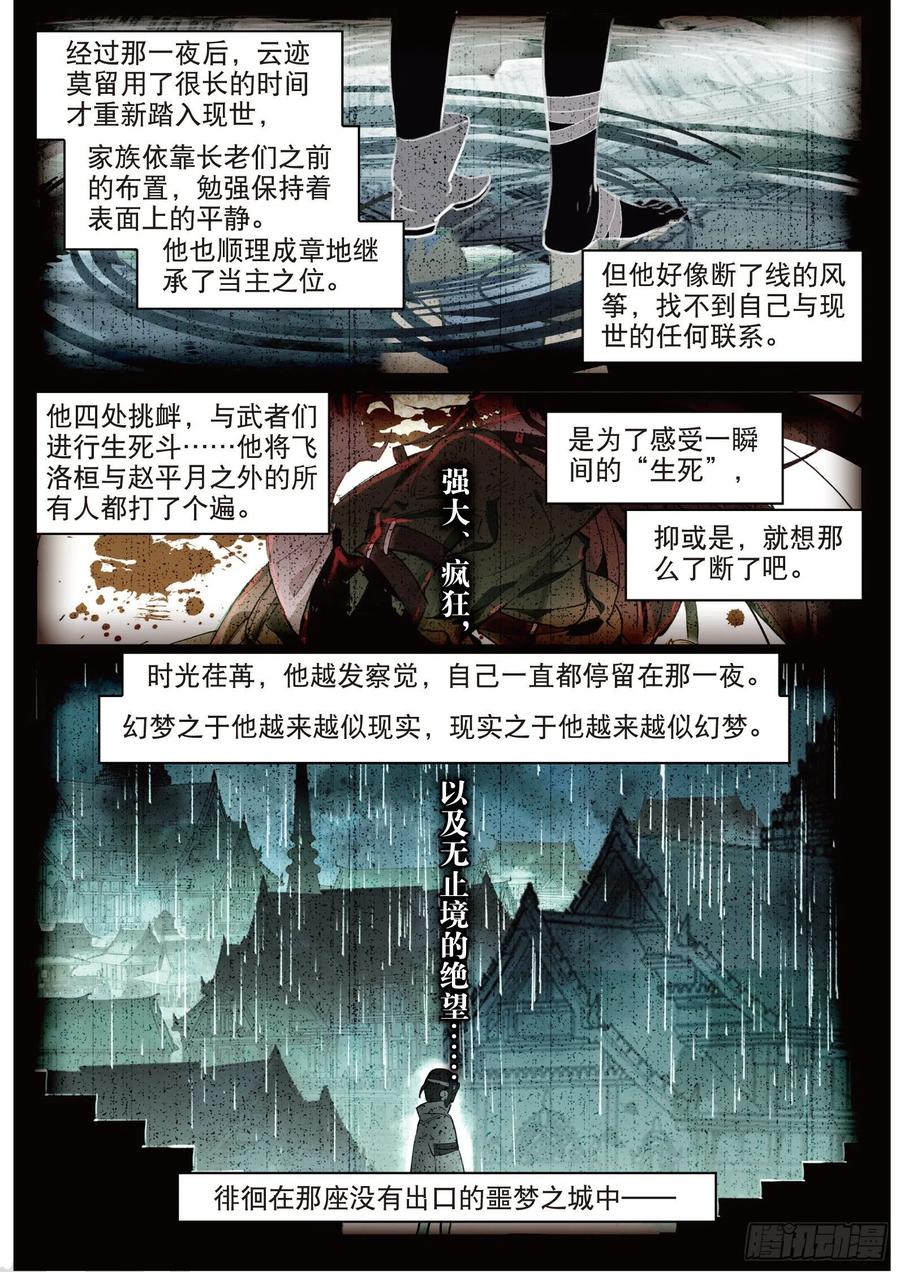 经过那一夜后，云迹
莫留用了很长的时间
才重新踏入现世，
家族依靠长老们之前
的布置，勉强保持着
表面上的平静。
他也顺理成章地继
承了当主之位。
但他好像断了线的风
筝，找不到自己与现
世的任何联系。
他四处挑衅，与武者们
进行生死斗……他将飞
洛桓与赵平月之外的所
有人都打了个遍。
是为了感受一瞬
间的“生死”，
抑或是，就想那
么了断了吧。
强大、疯狂，
时光荏苒，他越发察觉，自己一直都停留在那一夜。
幻梦之于他越来越似现实，现实之于他越来越似幻梦。
以及无止境的绝望……
徘徊在那座没有出口的噩梦之城中——
腾讯动漫